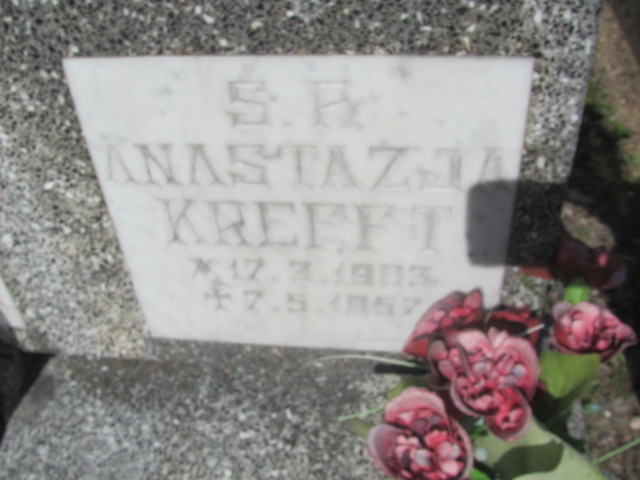 Ś. P.
ANASTAZJA
KREFFT
* 17. 3. 1903
† 7. 5. 1957